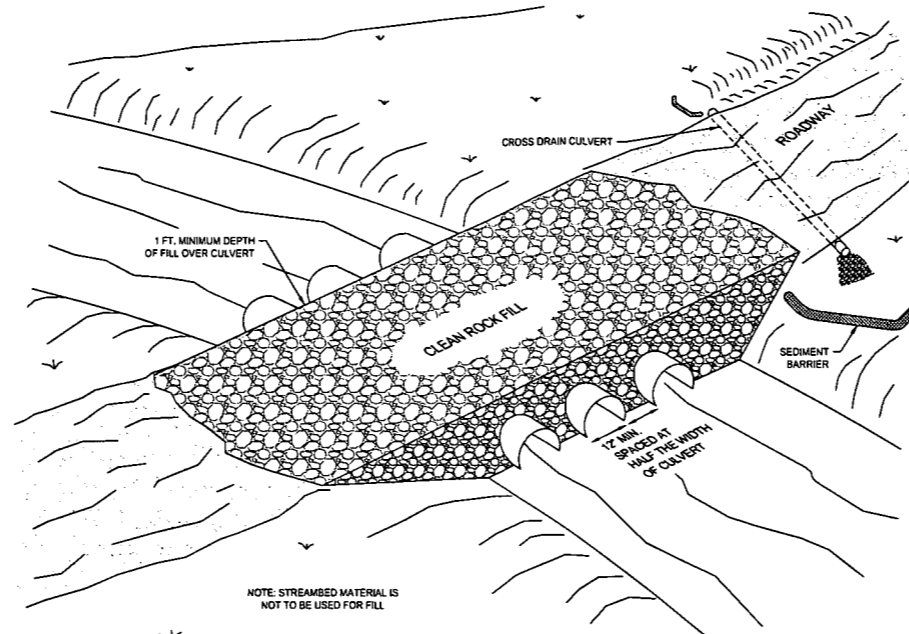 CROSS DRAIN CULVERT
ROADWAY
1 FT. MINIMUM DEPTH
OF FILL OVER CULVERT
CLEAN ROCK FILL
SEDIMENT
BARRIER
12" MIN.
SPACED AT
HALF THE WIDTH
OF CULVERT
NOTE: STREAMBED MATERIAL IS
NOT TO BE USED FOR FILL